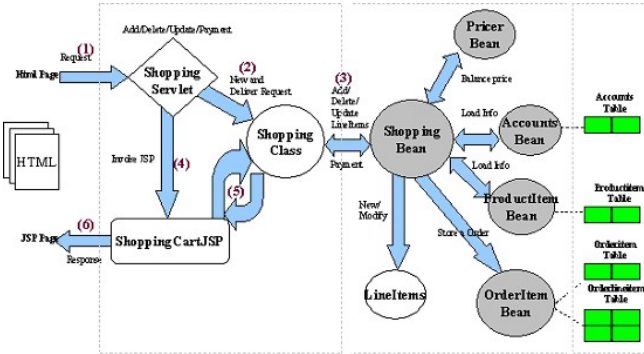 (1)
Request
Html Page
Add/Delete/Update/Payment
Shopping
Servlet
(2)
New and
Deliver Request
(3)
Add/
Delete/
Update
LineItems
Payment
Shopping
Class
Shopping
Bean
Pricer
Bean
Balance price
Load Info
Accounts
Bean
Load Info
ProductItem
Bean
Accounts
Table
Productitem
Table
Orderitem
Table
Orderlineitem
Table
HTML
Invoke JSP
(4)
(5)
(6)
JSP Page
Response
ShoppingCartJSP
New/
Modify
Store a Order
LineItems
OrderItem
Bean